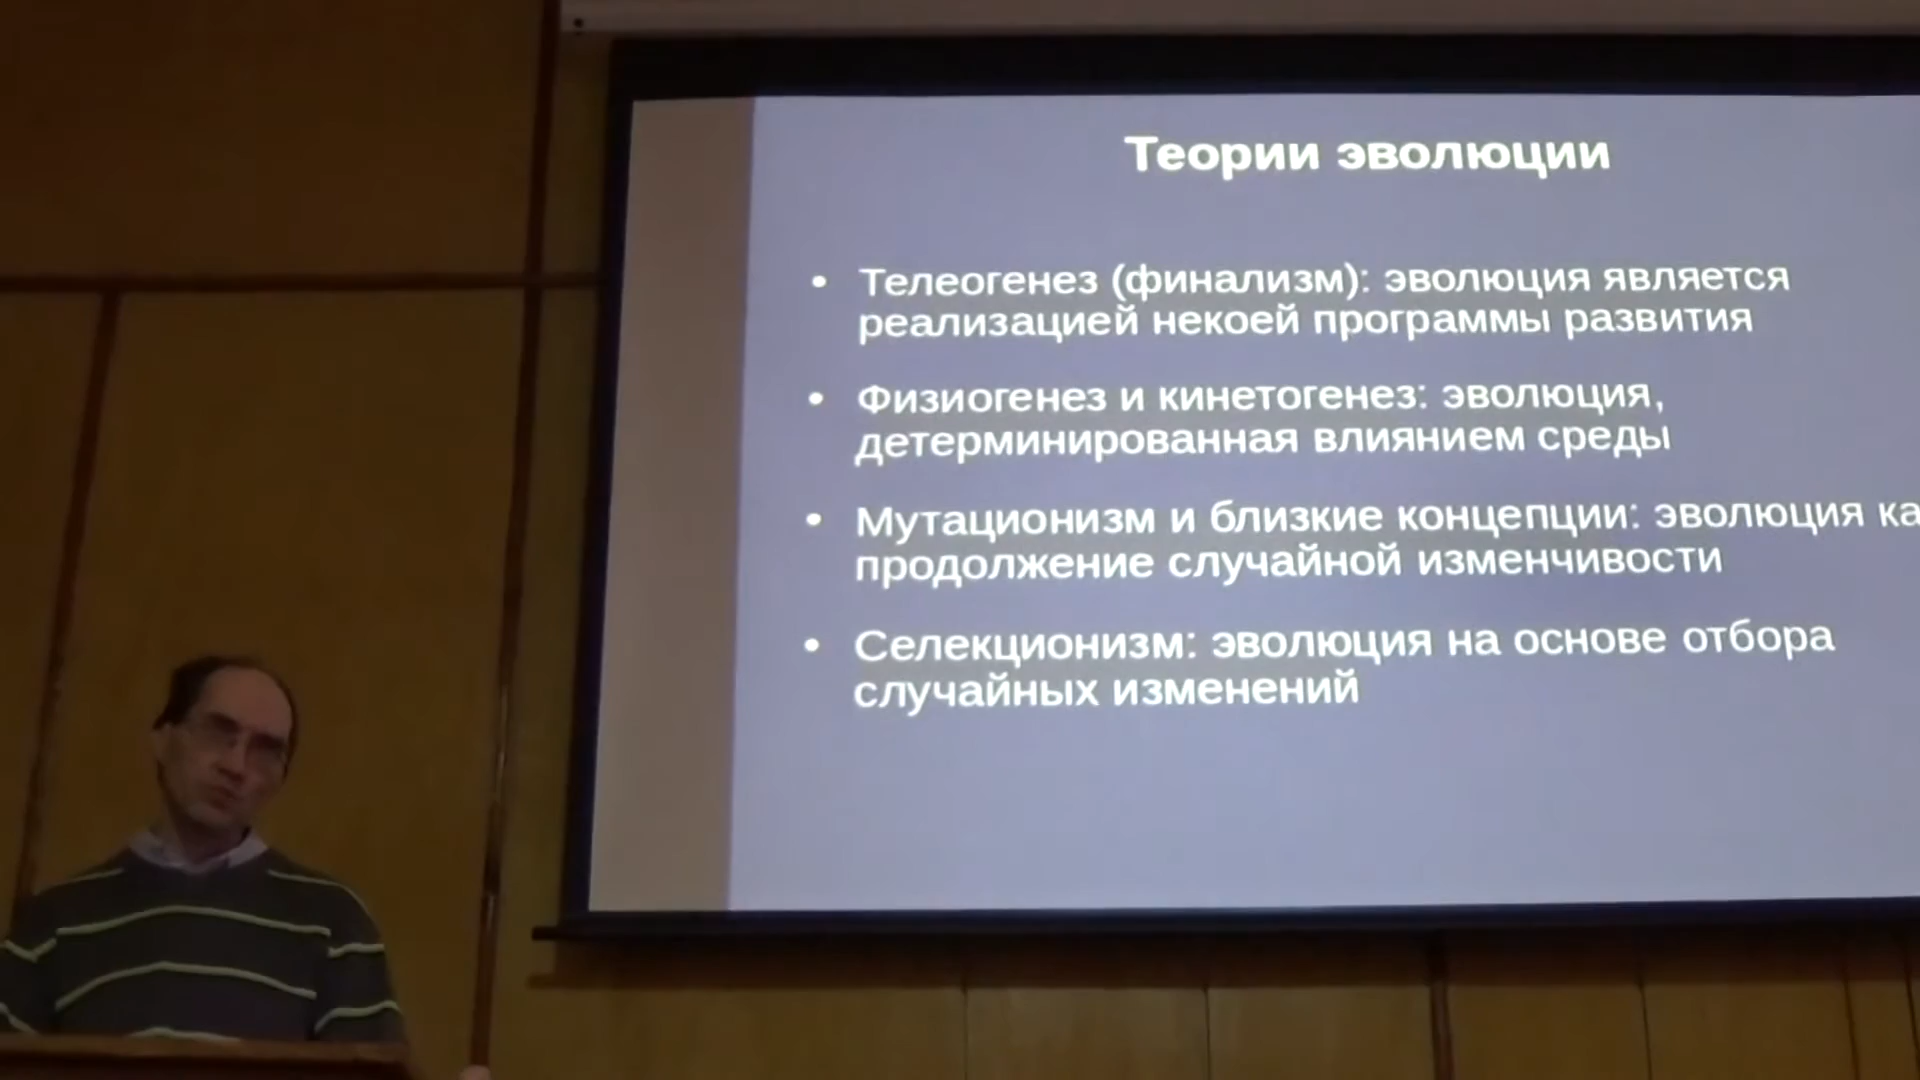 Теории эволюции
• Телеогенез (финализм): эволюция является
реализацией некоей программы развития
• Физиогенез и кинетогенез: эволюция,
детерминированная влиянием среды
• Мутационизм и близкие концепции: эволюция ка
продолжение случайной изменчивости
• Селекционизм: эволюция на основе отбора
случайных изменений